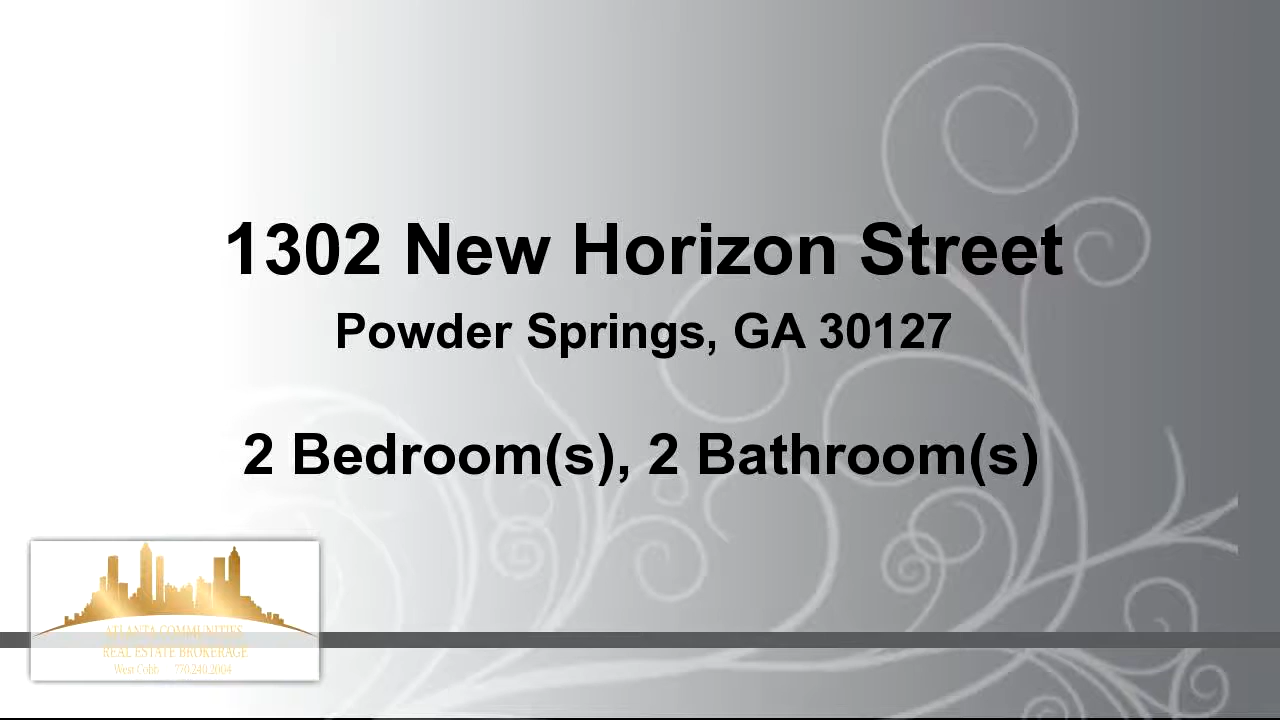 1302 New Horizon Street
Powder Springs, GA 30127
2 Bedroom(s), 2 Bathroom(s)
ATLANTA COMMUNITIES
REAL ESTATE BROKERAGE
West Cobb 770.240.2004